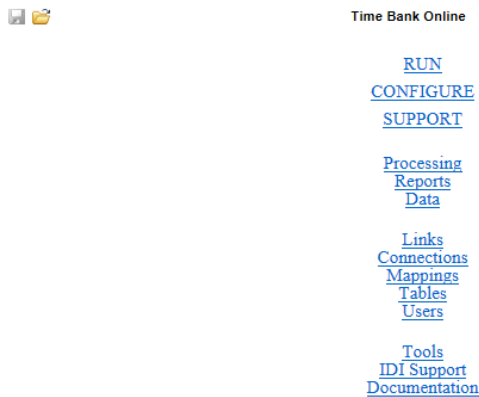 Time Bank Online
RUN
CONFIGURE
SUPPORT
Processing
Reports
Data
Links
Connections
Mappings
Tables
Users
Tools
IDI Support
Documentation